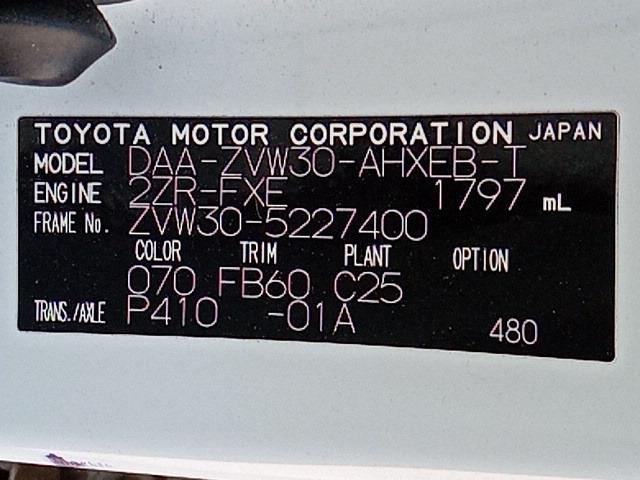 TOYOTA MOTOR CORPORATION JAPAN
MODEL DAA-ZVW30-AHXEB-T
ENGINE 2ZR-FXE 1797 mL
FRAME No. ZVW30-5227400
COLOR TRIM PLANT OPTION
070 FB60 C25
TRANS./AXLE P410 -01A 480